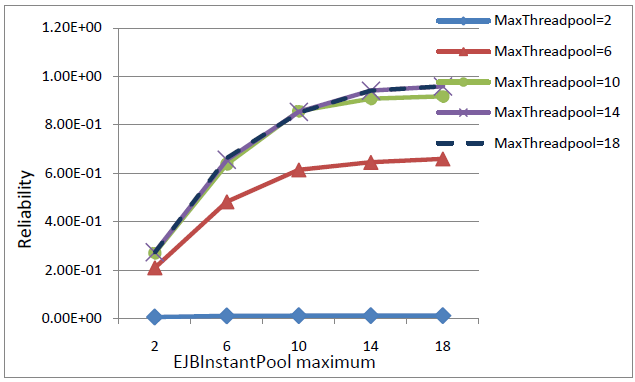 1.20E+00
1.00E+00
8.00E-01
6.00E-01
4.00E-01
2.00E-01
0.00E+00
Reliability
2 6 10 14 18
EJBInstantPool maximum
MaxThreadpool=2
MaxThreadpool=6
MaxThreadpool=10
MaxThreadpool=14
MaxThreadpool=18